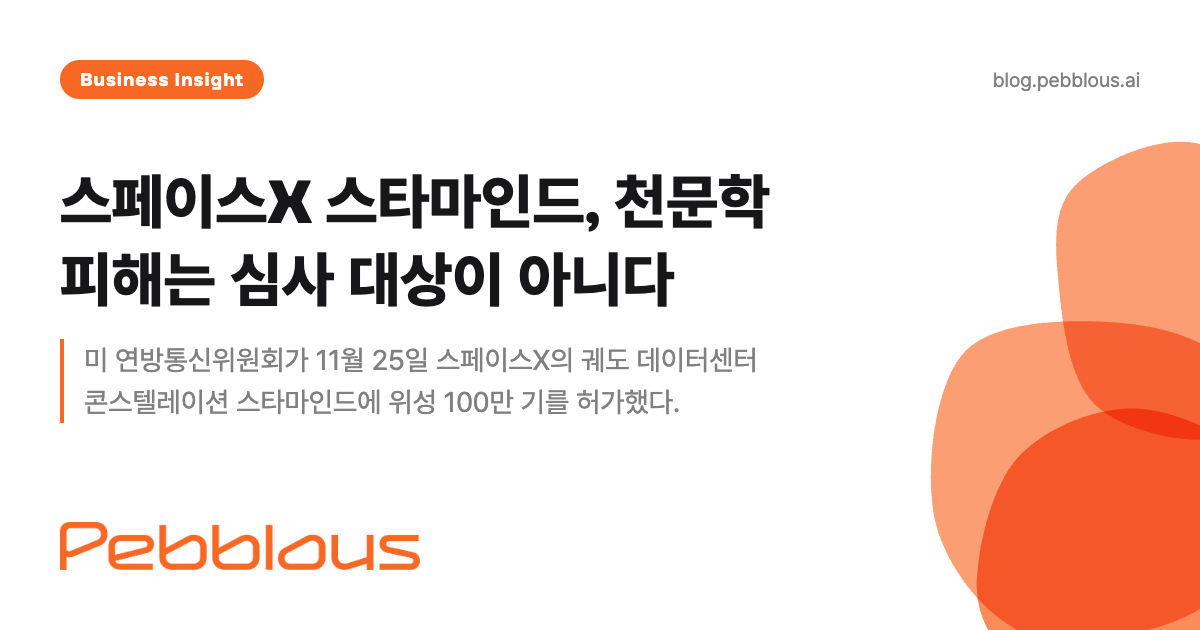 Business Insight
blog.pebblous.ai
스페이스X 스타마인드, 천문학
피해는 심사 대상이 아니다
미 연방통신위원회가 11월 25일 스페이스X의 궤도 데이터센터
콘스텔레이션 스타마인드에 위성 100만 기를 허가했다.
Pebblous